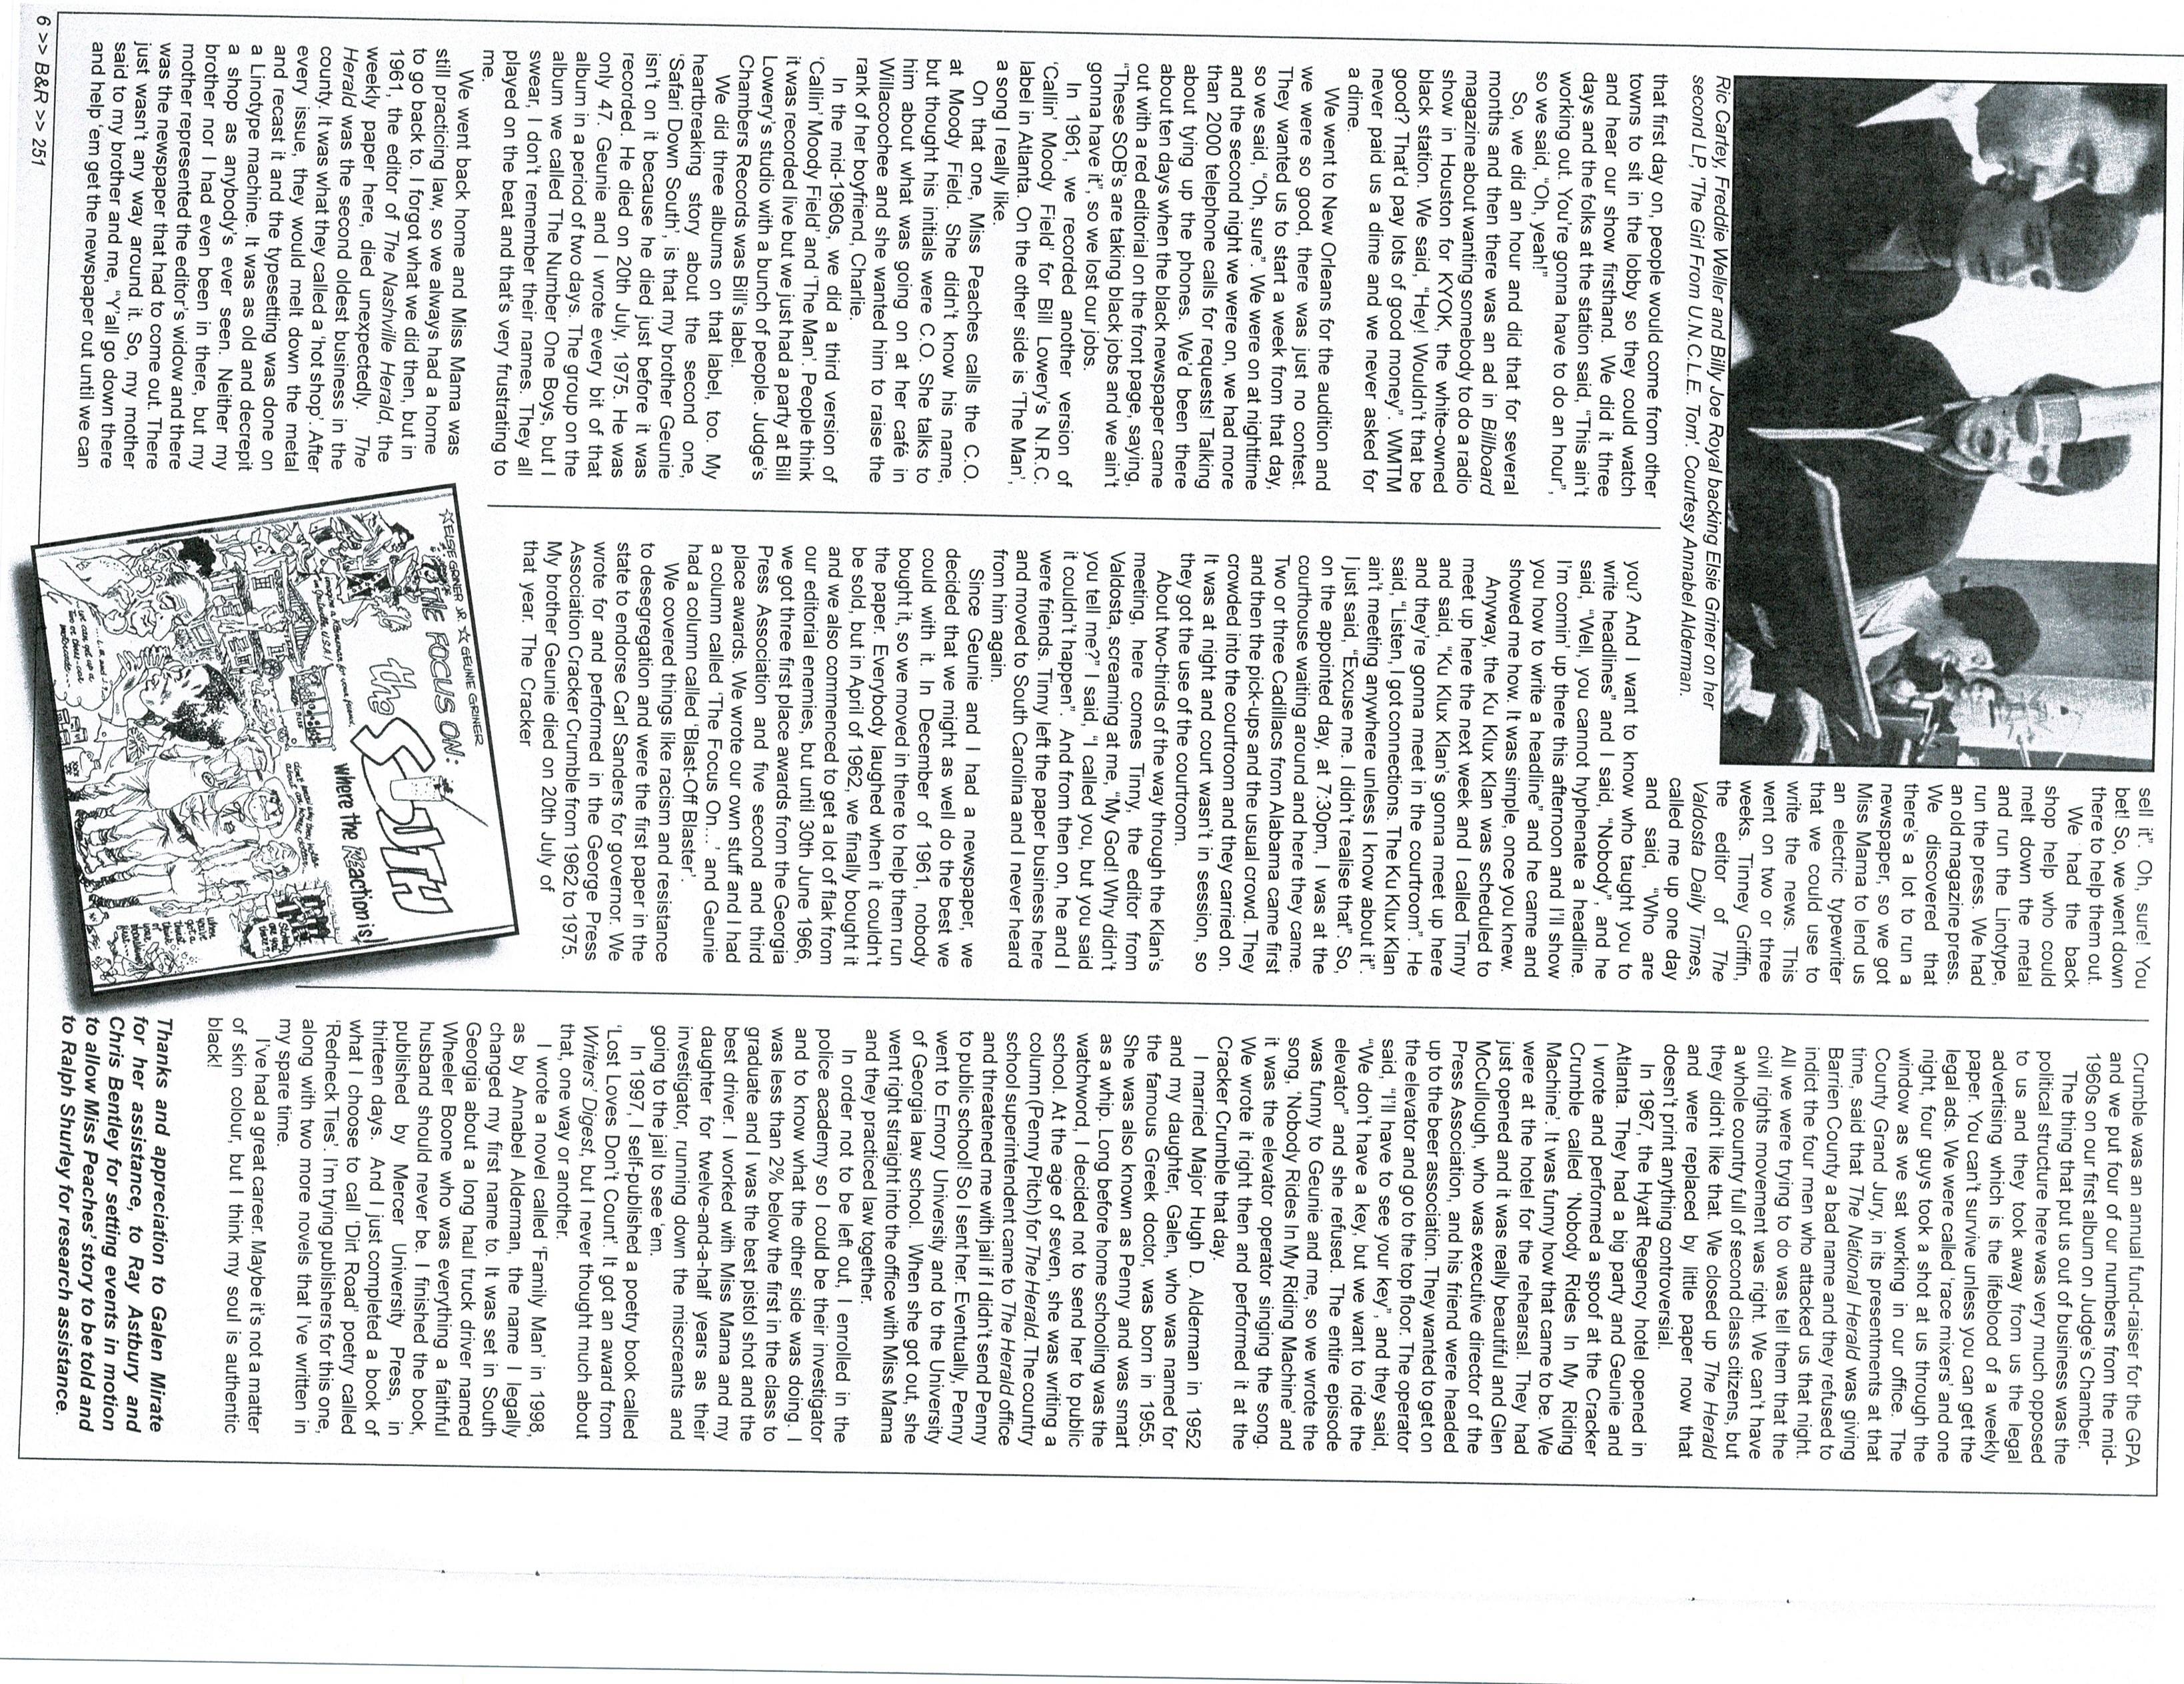 Ric Cartey, Freddie Weller and Billy Joe Royal backing Elsie Griner on her
second LP, 'The Girl From U.N.C.L.E. Tom'. Courtesy Annabel Alderman.
that first day on, people would come from other
towns to sit in the lobby so they could watch
and hear our show firsthand. We did it three
days and the folks at the station said, "This ain't
working out. You're gonna have to do an hour",
so we said, "Oh, yeah!"
So, we did an hour and did that for several
months and then there was an ad in Billboard
magazine about wanting somebody to do a radio
show in Houston for KYOK, the white-owned
black station. We said, "Hey! Wouldn't that be
good? That'd pay lots of good money". WMTM
never paid us a dime and we never asked for
a dime.
We went to New Orleans for the audition and
we were so good, there was just no contest.
They wanted us to start a week from that day,
so we said, "Oh, sure". We were on at nighttime
and the second night we were on, we had more
than 2000 telephone calls for requests! Talking
about tying up the phones. We'd been there
about ten days when the black newspaper came
out with a red editorial on the front page, saying,
"These SOB's are taking black jobs and we ain't
gonna have it", so we lost our jobs.
In 1961, we recorded another version of
'Callin' Moody Field' for Bill Lowery's N.R.C.
label in Atlanta. On the other side is 'The Man',
a song I really like.
On that one, Miss Peaches calls the C.O.
at Moody Field. She didn't know his name,
but thought his initials were C.O. She talks to
him about what was going on at her café in
Willacoochee and she wanted him to raise the
rank of her boyfriend, Charlie.
In the mid-1960s, we did a third version of
'Callin' Moody Field' and 'The Man'. People think
it was recorded live but we just had a party at Bill
Lowery's studio with a bunch of people. Judge's
Chambers Records was Bill's label.
We did three albums on that label, too. My
heartbreaking story about the second one,
'Safari Down South', is that my brother Geunie
isn't on it because he died just before it was
recorded. He died on 20th July, 1975. He was
only 47. Geunie and I wrote every bit of that
album in a period of two days. The group on the
album we called The Number One Boys, but I
swear, I don't remember their names. They all
played on the beat and that's very frustrating to
me.
We went back home and Miss Mama was
still practicing law, so we always had a home
to go back to. I forgot what we did then, but in
1961, the editor of The Nashville Herald, the
weekly paper here, died unexpectedly. The
Herald was the second oldest business in the
county. It was what they called a 'hot shop'. After
every issue, they would melt down the metal
and recast it and the typesetting was done on
a Linotype machine. It was as old and decrepit
a shop as anybody's ever seen. Neither my
brother nor I had even been in there, but my
mother represented the editor's widow and there
was the newspaper that had to come out. There
just wasn't any way around it. So, my mother
said to my brother and me, "Y'all go down there
and help 'em get the newspaper out until we can
sell it". Oh, sure! You
bet! So, we went down
there to help them out.
We had the back
shop help who could
melt down the metal
and run the Linotype,
run the press. We had
an old magazine press.
We discovered that
there's a lot to run a
newspaper, so we got
Miss Mama to lend us
an electric typewriter
that we could use to
write the news. This
went on two or three
weeks. Tinney Griffin,
the editor of The
Valdosta Daily Times,
called me up one day
and said, "Who are
you? And I want to know who taught you to
write headlines" and I said, "Nobody", and he
said, "Well, you cannot hyphenate a headline.
I'm comin' up there this afternoon and I'll show
you how to write a headline" and he came and
showed me how. It was simple, once you knew.
Anyway, the Ku Klux Klan was scheduled to
meet up here the next week and I called Tinny
and said, "Ku Klux Klan's gonna meet up here
and they're gonna meet in the courtroom". He
said, "Listen, I got connections. The Ku Klux Klan
ain't meeting anywhere unless I know about it".
I just said, "Excuse me. I didn't realise that". So,
on the appointed day, at 7:30pm, I was at the
courthouse waiting around and here they came.
Two or three Cadillacs from Alabama came first
and then the pick-ups and the usual crowd. They
crowded into the courtroom and they carried on.
It was at night and court wasn't in session, so
they got the use of the courtroom.
About two-thirds of the way through the Klan's
meeting, here comes Tinny, the editor from
Valdosta, screaming at me, "My God! Why didn't
you tell me?" I said, "I called you, but you said
it couldn't happen". And from then on, he and I
were friends. Tinny left the paper business here
and moved to South Carolina and I never heard
from him again.
Since Geunie and I had a newspaper, we
decided that we might as well do the best we
could with it. In December of 1961, nobody
bought it, so we moved in there to help them run
the paper. Everybody laughed when it couldn't
be sold, but in April of 1962, we finally bought it
and we also commenced to get a lot of flak from
our editorial enemies, but until 30th June 1966,
we got three first place awards from the Georgia
Press Association and five second and third
place awards. We wrote our own stuff and I had
a column called 'The Focus On...' and Geunie
had a column called 'Blast-Off Blaster'.
We covered things like racism and resistance
to desegregation and were the first paper in the
state to endorse Carl Sanders for governor. We
wrote for and performed in the George Press
Association Cracker Crumble from 1962 to 1975.
My brother Geunie died on 20th July of
that year. The Cracker
☆ ELSIE GRINER JR. ☆ GEUNIE GRINER
THE FOCUS ON:
the SOUTH
where the Reaction is!
Crumble was an annual fund-raiser for the GPA
and we put four of our numbers from the mid-
1960s on our first album on Judge's Chamber.
The thing that put us out of business was the
political structure here was very much opposed
to us and they took away from us the legal
advertising which is the lifeblood of a weekly
paper. You can't survive unless you can get the
legal ads. We were called 'race mixers' and one
night, four guys took a shot at us through the
window as we sat working in our office. The
County Grand Jury, in its presentments at that
time, said that The National Herald was giving
Barrien County a bad name and they refused to
indict the four men who attacked us that night.
All we were trying to do was tell them that the
civil rights movement was right. We can't have
a whole country full of second class citizens, but
they didn't like that. We closed up The Herald
and were replaced by little paper now that
doesn't print anything controversial.
In 1967, the Hyatt Regency hotel opened in
Atlanta. They had a big party and Geunie and
I wrote and performed a spoof at the Cracker
Crumble called 'Nobody Rides In My Riding
Machine'. It was funny how that came to be. We
were at the hotel for the rehearsal. They had
just opened and it was really beautiful and Glen
McCullough, who was executive director of the
Press Association, and his friend were headed
up to the beer association. They wanted to get on
the elevator and go to the top floor. The operator
said, "I'll have to see your key", and they said,
"We don't have a key, but we want to ride the
elevator" and she refused. The entire episode
was funny to Geunie and me, so we wrote the
song, 'Nobody Rides In My Riding Machine' and
it was the elevator operator singing the song.
We wrote it right then and performed it at the
Cracker Crumble that day.
I married Major Hugh D. Alderman in 1952
and my daughter, Galen, who was named for
the famous Greek doctor, was born in 1955.
She was also known as Penny and was smart
as a whip. Long before home schooling was the
watchword, I decided not to send her to public
school. At the age of seven, she was writing a
column (Penny Pitch) for The Herald. The country
school superintendent came to The Herald office
and threatened me with jail if I didn't send Penny
to public school! So I sent her. Eventually, Penny
went to Emory University and to the University
of Georgia law school. When she got out, she
went right straight into the office with Miss Mama
and they practiced law together.
In order not to be left out, I enrolled in the
police academy so I could be their investigator
and to know what the other side was doing. I
was less than 2% below the first in the class to
graduate and I was the best pistol shot and the
best driver. I worked with Miss Mama and my
daughter for twelve-and-a-half years as their
investigator, running down the miscreants and
going to the jail to see 'em.
In 1997, I self-published a poetry book called
'Lost Loves Don't Count'. It got an award from
Writers' Digest, but I never thought much about
that, one way or another.
I wrote a novel called 'Family Man' in 1998,
as by Annabel Alderman, the name I legally
changed my first name to. It was set in South
Georgia about a long haul truck driver named
Wheeler Boone who was everything a faithful
husband should never be. I finished the book,
published by Mercer University Press, in
thirteen days. And I just completed a book of
what I choose to call 'Dirt Road' poetry called
'Redneck Ties'. I'm trying publishers for this one,
along with two more novels that I've written in
my spare time.
I've had a great career. Maybe it's not a matter
of skin colour, but I think my soul is authentic
black!
Thanks and appreciation to Galen Mirate
for her assistance, to Ray Astbury and
Chris Bentley for setting events in motion
to allow Miss Peaches' story to be told and
to Ralph Shurley for research assistance.
6 >> B&R >> 251